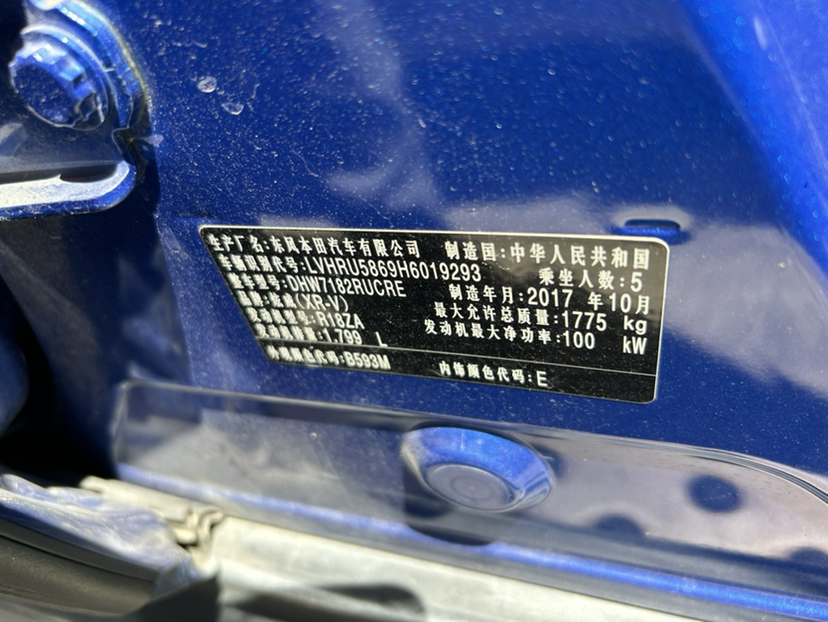 生产厂名:东风本田汽车有限公司 制造国:中华人民共和国
车辆识别代号:LVHRU5869H6019293 乘坐人数:5
整车型号:DHW7182RUCRE 制造年月:2017 年 10月
品牌:炫威(XR-V) 最大允许总质量:1775 kg
发动机型号:R18ZA 发动机最大净功率:100 kW
发动机排量:1.799 L
外饰颜色代码:B593M 内饰颜色代码:E